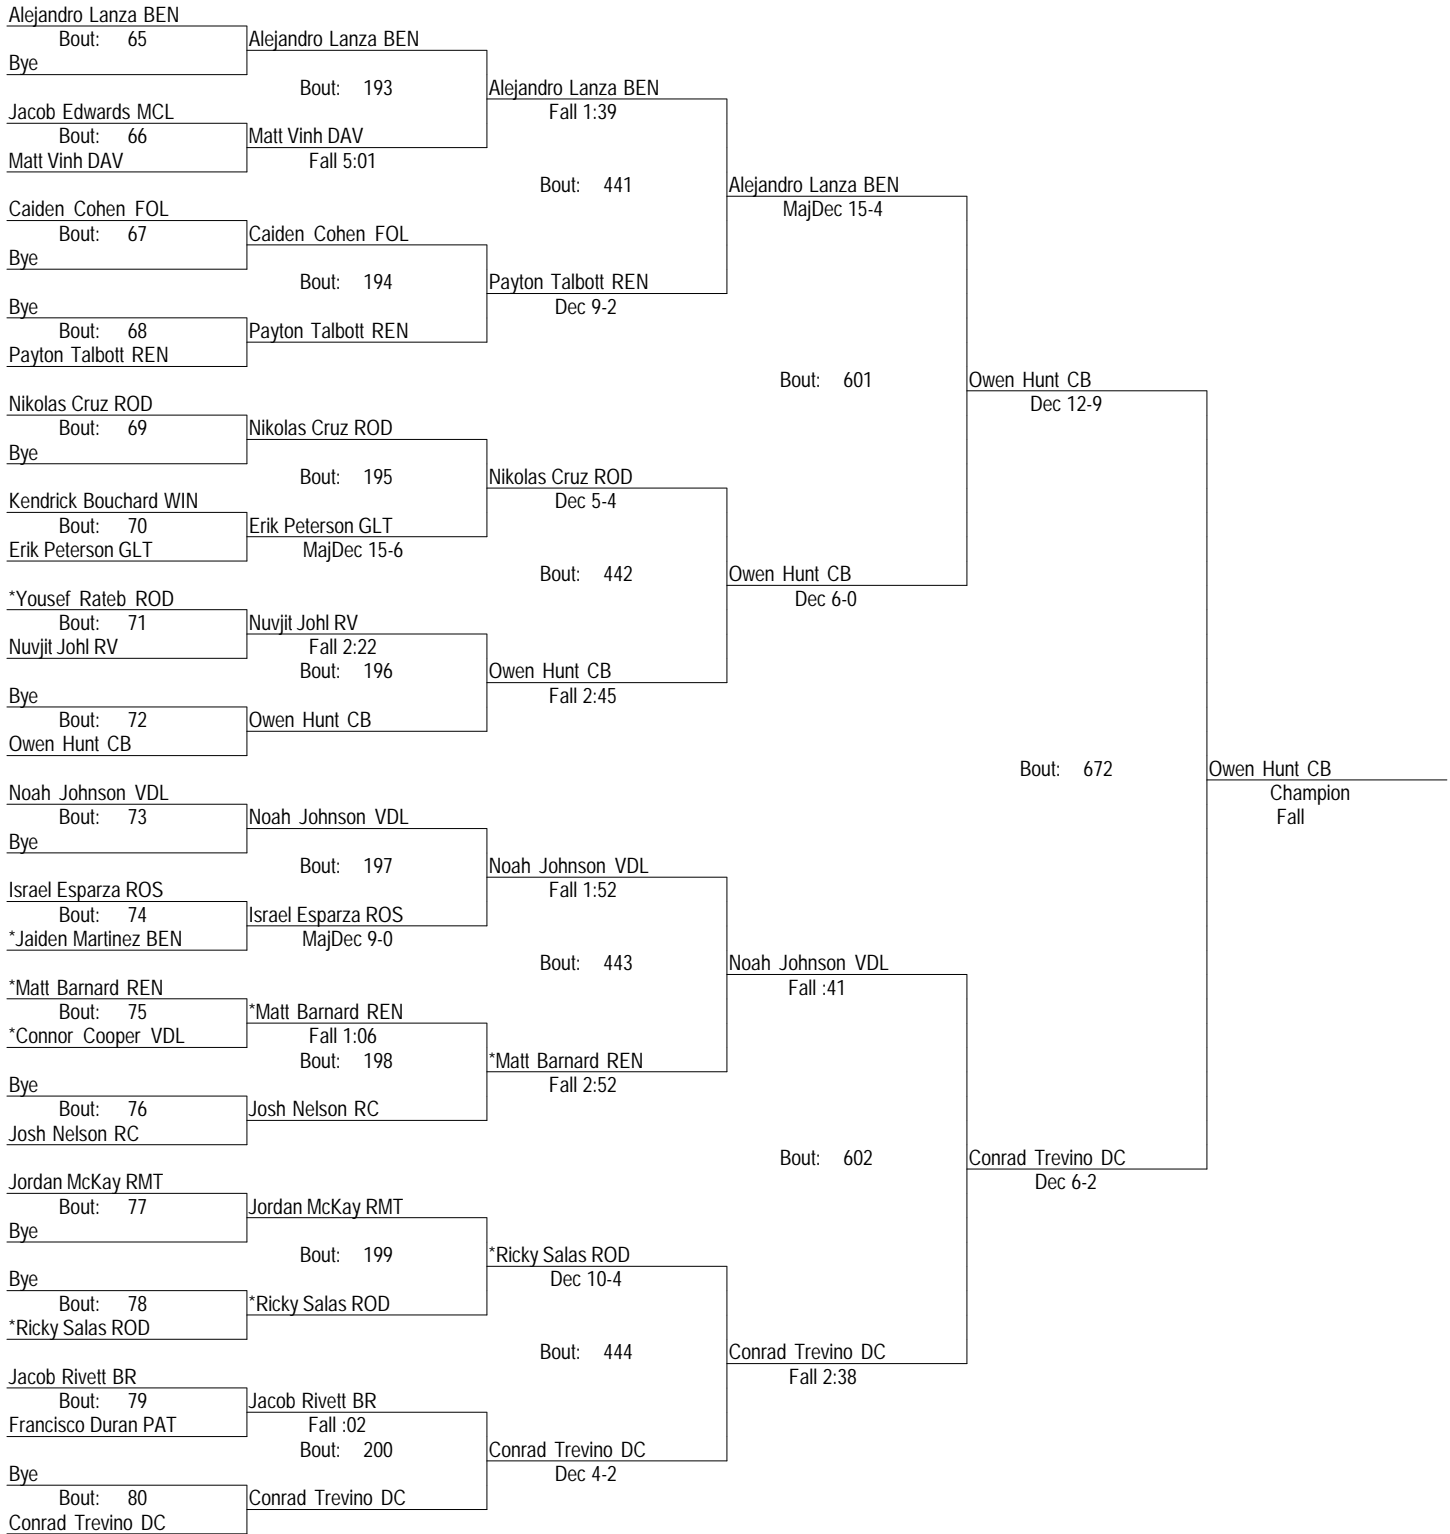 Alejandro Lanza BEN
Bout: 65
Alejandro Lanza BEN
Bye
Bout: 193
Alejandro Lanza BEN
Jacob Edwards MCL
Fall 1:39
Bout: 66
Matt Vinh DAV
Matt Vinh DAV
Fall 5:01
Bout: 441
Alejandro Lanza BEN
Caiden Cohen FOL
MajDec 15-4
Bout: 67
Caiden Cohen FOL
Bye
Bout: 194
Payton Talbott REN
Bye
Dec 9-2
Bout: 68
Payton Talbott REN
Payton Talbott REN
Bout: 601
Owen Hunt CB
Nikolas Cruz ROD
Dec 12-9
Bout: 69
Nikolas Cruz ROD
Bye
Bout: 195
Nikolas Cruz ROD
Kendrick Bouchard WIN
Dec 5-4
Bout: 70
Erik Peterson GLT
Erik Peterson GLT
MajDec 15-6
Bout: 442
Owen Hunt CB
*Yousef Rateb ROD
Dec 6-0
Bout: 71
Nuvjit Johl RV
Nuvjit Johl RV
Fall 2:22
Bout: 196
Owen Hunt CB
Bye
Fall 2:45
Bout: 72
Owen Hunt CB
Owen Hunt CB
Bout: 672
Owen Hunt CB
Noah Johnson VDL
Champion
Bout: 73
Noah Johnson VDL
Fall
Bye
Bout: 197
Noah Johnson VDL
Israel Esparza ROS
Fall 1:52
Bout: 74
Israel Esparza ROS
*Jaiden Martinez BEN
MajDec 9-0
Bout: 443
Noah Johnson VDL
*Matt Barnard REN
Fall :41
Bout: 75
*Matt Barnard REN
*Connor Cooper VDL
Fall 1:06
Bout: 198
*Matt Barnard REN
Bye
Fall 2:52
Bout: 76
Josh Nelson RC
Josh Nelson RC
Bout: 602
Conrad Trevino DC
Jordan McKay RMT
Dec 6-2
Bout: 77
Jordan McKay RMT
Bye
Bout: 199
*Ricky Salas ROD
Bye
Dec 10-4
Bout: 78
*Ricky Salas ROD
*Ricky Salas ROD
Bout: 444
Conrad Trevino DC
Jacob Rivett BR
Fall 2:38
Bout: 79
Jacob Rivett BR
Francisco Duran PAT
Fall :02
Bout: 200
Conrad Trevino DC
Bye
Dec 4-2
Bout: 80
Conrad Trevino DC
Conrad Trevino DC